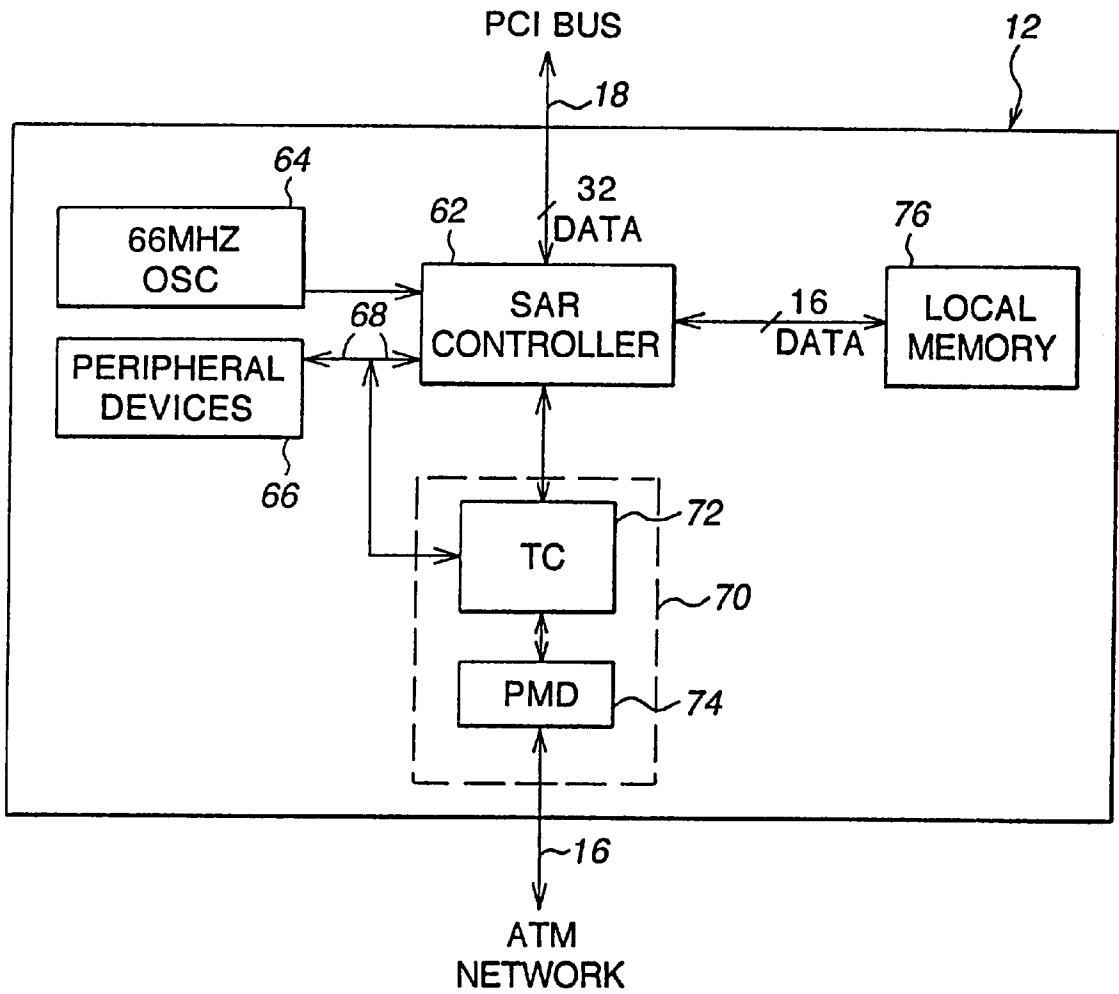 PCI BUS
12
18
64
32
DATA
62
76
66MHZ
OSC
SAR
CONTROLLER
16
DATA
LOCAL
MEMORY
68
PERIPHERAL
DEVICES
66
72
TC
70
PMD
74
16
ATM
NETWORK